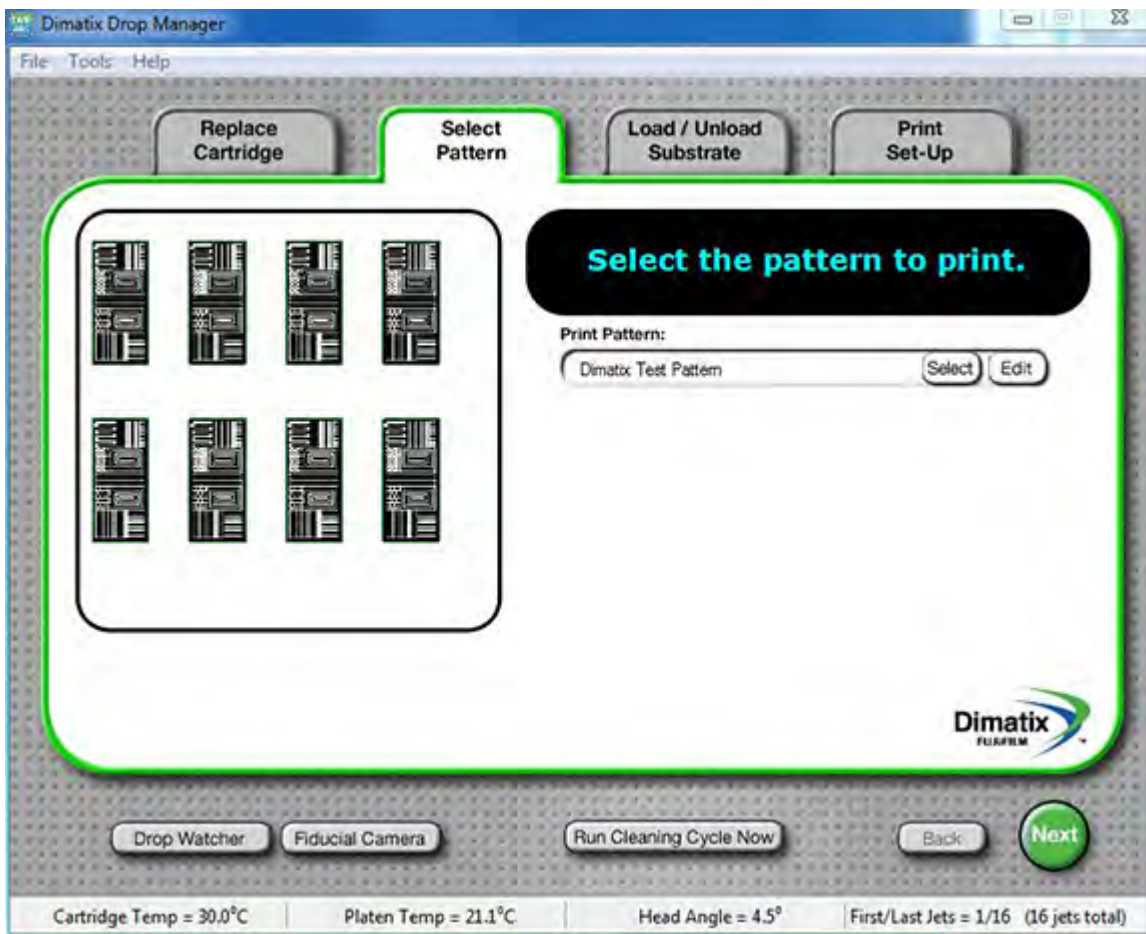 Dimatix Drop Manager
File Tools Help
Replace
Cartridge
Select
Pattern
Load / Unload
Substrate
Print
Set-Up
Select the pattern to print.
Print Pattern:
Dimatix Test Pattern
Select
Edit
Dimatix
FUJIFILM
Drop Watcher
Fiducial Camera
Run Cleaning Cycle Now
Back
Next
Cartridge Temp = 30.0°C
Platen Temp = 21.1°C
Head Angle = 4.5°
First/Last Jets = 1/16 (16 jets total)